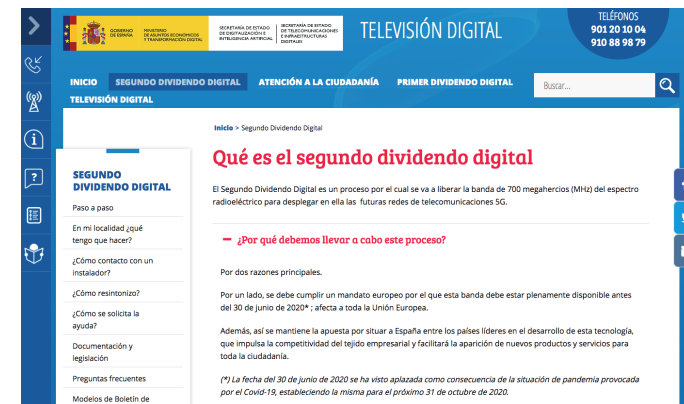 GOBIERNO
DE ESPAÑA
MINISTERIO
DE ASUNTOS ECONÓMICOS
Y TRANSFORMACIÓN DIGITAL
SECRETARÍA DE ESTADO
DE DIGITALIZACIÓN E
INTELIGENCIA ARTIFICIAL
SECRETARÍA DE ESTADO
DE TELECOMUNICACIONES
E INFRAESTRUCTURAS
DIGITALES
TELEVISIÓN DIGITAL
TELÉFONOS
901 20 10 04
910 88 98 79
INICIO SEGUNDO DIVIDENDO DIGITAL ATENCIÓN A LA CIUDADANÍA PRIMER DIVIDENDO DIGITAL
TELEVISIÓN DIGITAL
Buscar...
Inicio > Segundo Dividendo Digital
SEGUNDO
DIVIDENDO DIGITAL
Paso a paso
En mi localidad ¿qué
tengo que hacer?
¿Cómo contacto con un
instalador?
¿Cómo resintonizo?
¿Cómo se solicita la
ayuda?
Documentación y
legislación
Preguntas frecuentes
Modelos de Boletín de
Qué es el segundo dividendo digital
El Segundo Dividendo Digital es un proceso por el cual se va a liberar la banda de 700 megahercios (MHz) del espectro
radioeléctrico para desplegar en ella las futuras redes de telecomunicaciones 5G.
¿Por qué debemos llevar a cabo este proceso?
Por dos razones principales.
Por un lado, se debe cumplir un mandato europeo por el que esta banda debe estar plenamente disponible antes
del 30 de junio de 2020* ; afecta a toda la Unión Europea.
Además, así se mantiene la apuesta por situar a España entre los países líderes en el desarrollo de esta tecnología,
que impulsa la competitividad del tejido empresarial y facilitará la aparición de nuevos productos y servicios para
toda la ciudadanía.
(*) La fecha del 30 de junio de 2020 se ha visto aplazada como consecuencia de la situación de pandemia provocada
por el Covid-19, estableciendo la misma para el próximo 31 de octubre de 2020.